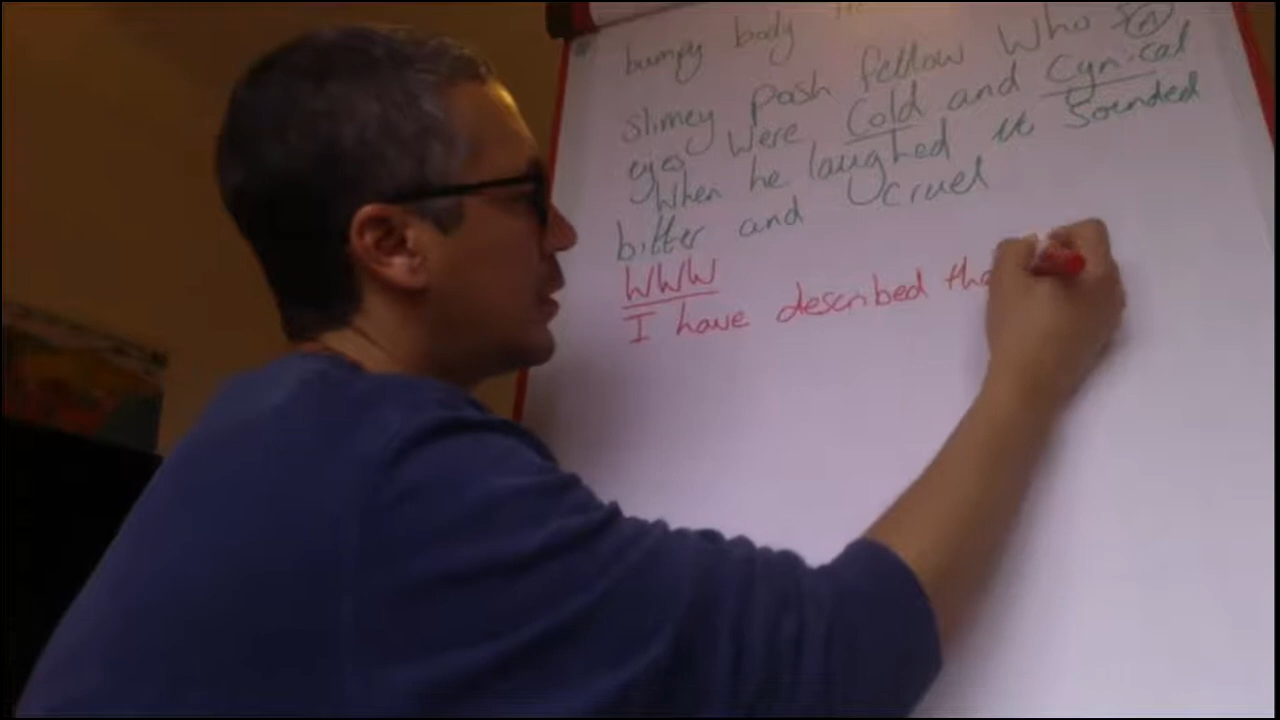 bumpy body
slimey posh fellow who
eyes were Cold and Cynical
When he laughed it Sounded
bitter and cruel
WWW
I have described the